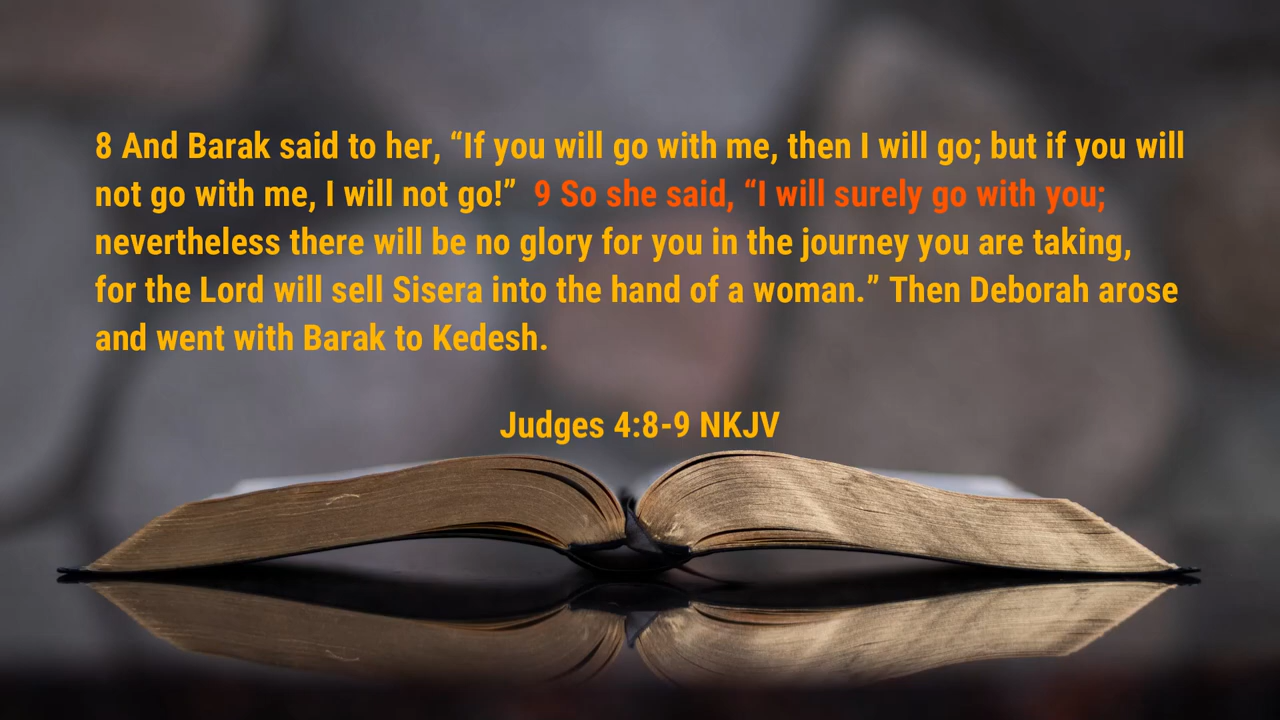 8 And Barak said to her, “If you will go with me, then I will go; but if you will
not go with me, I will not go!”  9 So she said, “I will surely go with you;
nevertheless there will be no glory for you in the journey you are taking,
for the Lord will sell Sisera into the hand of a woman.” Then Deborah arose
and went with Barak to Kedesh.
Judges 4:8-9 NKJV